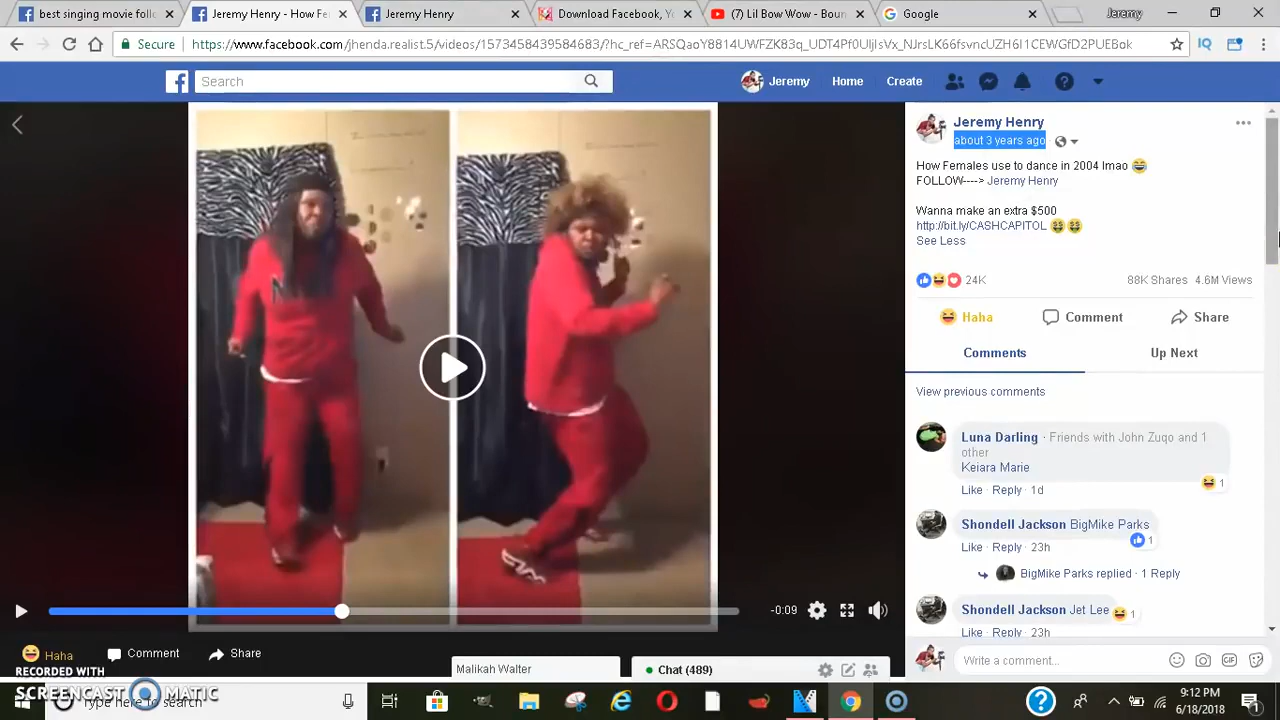 best singing movie follo
Jeremy Henry - How Fe
Jeremy Henry
Download Facebook, Yo
(7) Lil Bow Wow - Boun
Google
Jeremy
Secure
https://www.facebook.com/jhenda.realist.5/videos/1573458439584683/?hc_ref=ARSQaoY8814UWFZK83q_UDT4Pf0UljlsVx_NJrsLK66fsvncUZH6I1CEWGfD2PUEBok
IQ
Search
Jeremy
Home
Create
Jeremy Henry
about 3 years ago
How Females use to dance in 2004 lmao 😂
FOLLOW----> Jeremy Henry
Wanna make an extra $500
http://bit.ly/CASHCAPITOL 🤑🤑
See Less
24K
88K Shares 4.6M Views
Haha
Comment
Share
Comments
Up Next
View previous comments
Luna Darling · Friends with John Zuqo and 1
other
Keiara Marie
1
Like · Reply · 1d
Shondell Jackson BigMike Parks
1
Like · Reply · 23h
BigMike Parks replied · 1 Reply
Shondell Jackson Jet Lee
1
Like · Reply · 23h
-0:09
Haha
Comment
Share
Malikah Walter
Chat (489)
Write a comment...
GIF
RECORDED WITH
SCREENCAST MATIC
Type here to search
9:12 PM
6/18/2018
1